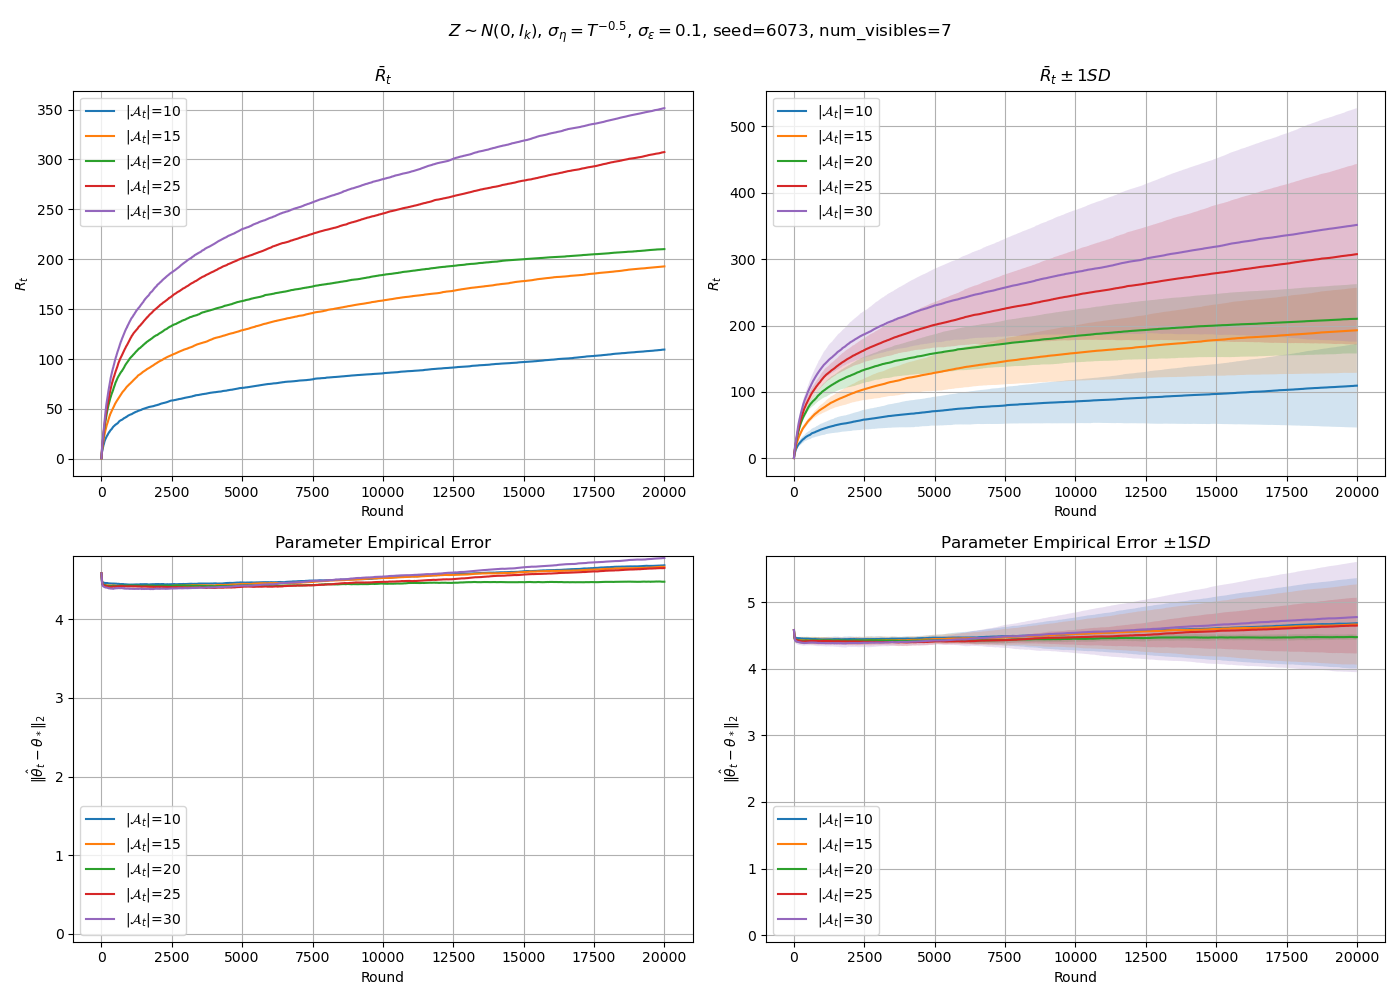 Z ~ N(0, I_k), σ_η = T^{-0.5}, σ_ε = 0.1, seed=6073, num_visibles=7
R̄_t
R_t
350
300
250
200
150
100
50
0
|𝒜_t|=10
|𝒜_t|=15
|𝒜_t|=20
|𝒜_t|=25
|𝒜_t|=30
0 2500 5000 7500 10000 12500 15000 17500 20000
Round
R̄_t ± 1SD
R_t
500
400
300
200
100
0
|𝒜_t|=10
|𝒜_t|=15
|𝒜_t|=20
|𝒜_t|=25
|𝒜_t|=30
0 2500 5000 7500 10000 12500 15000 17500 20000
Round
Parameter Empirical Error
‖θ̂_t − θ_*‖_2
4
3
2
1
0
|𝒜_t|=10
|𝒜_t|=15
|𝒜_t|=20
|𝒜_t|=25
|𝒜_t|=30
0 2500 5000 7500 10000 12500 15000 17500 20000
Round
Parameter Empirical Error ±1SD
‖θ̂_t − θ_*‖_2
5
4
3
2
1
0
|𝒜_t|=10
|𝒜_t|=15
|𝒜_t|=20
|𝒜_t|=25
|𝒜_t|=30
0 2500 5000 7500 10000 12500 15000 17500 20000
Round